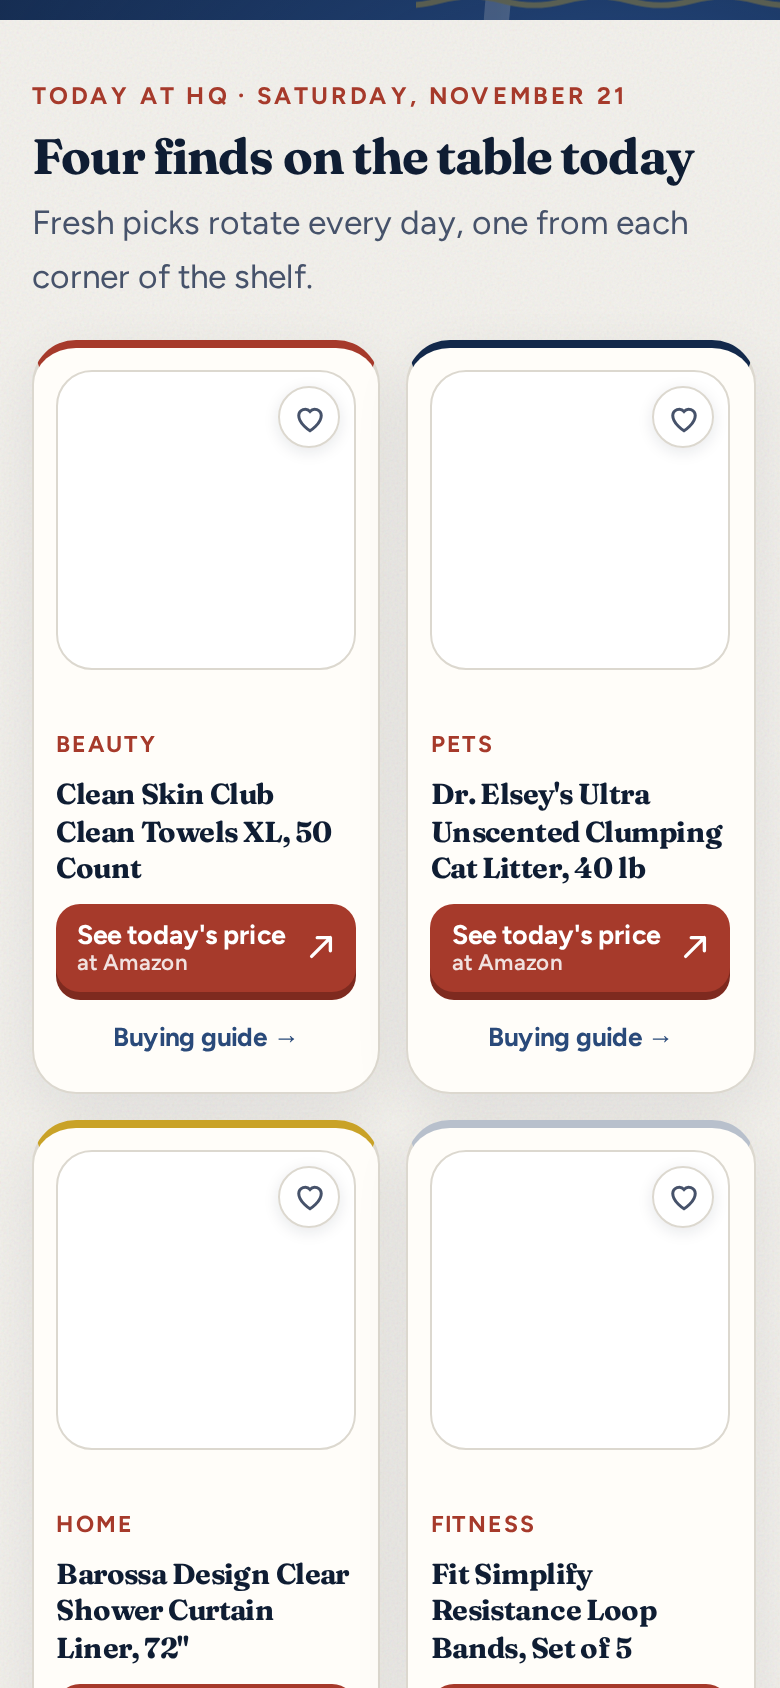 TODAY AT HQ · SATURDAY, NOVEMBER 21
Four finds on the table today
Fresh picks rotate every day, one from each
corner of the shelf.
BEAUTY
Clean Skin Club
Clean Towels XL, 50
Count
See today's price
at Amazon
Buying guide →
PETS
Dr. Elsey's Ultra
Unscented Clumping
Cat Litter, 40 lb
See today's price
at Amazon
Buying guide →
HOME
Barossa Design Clear
Shower Curtain
Liner, 72"
FITNESS
Fit Simplify
Resistance Loop
Bands, Set of 5